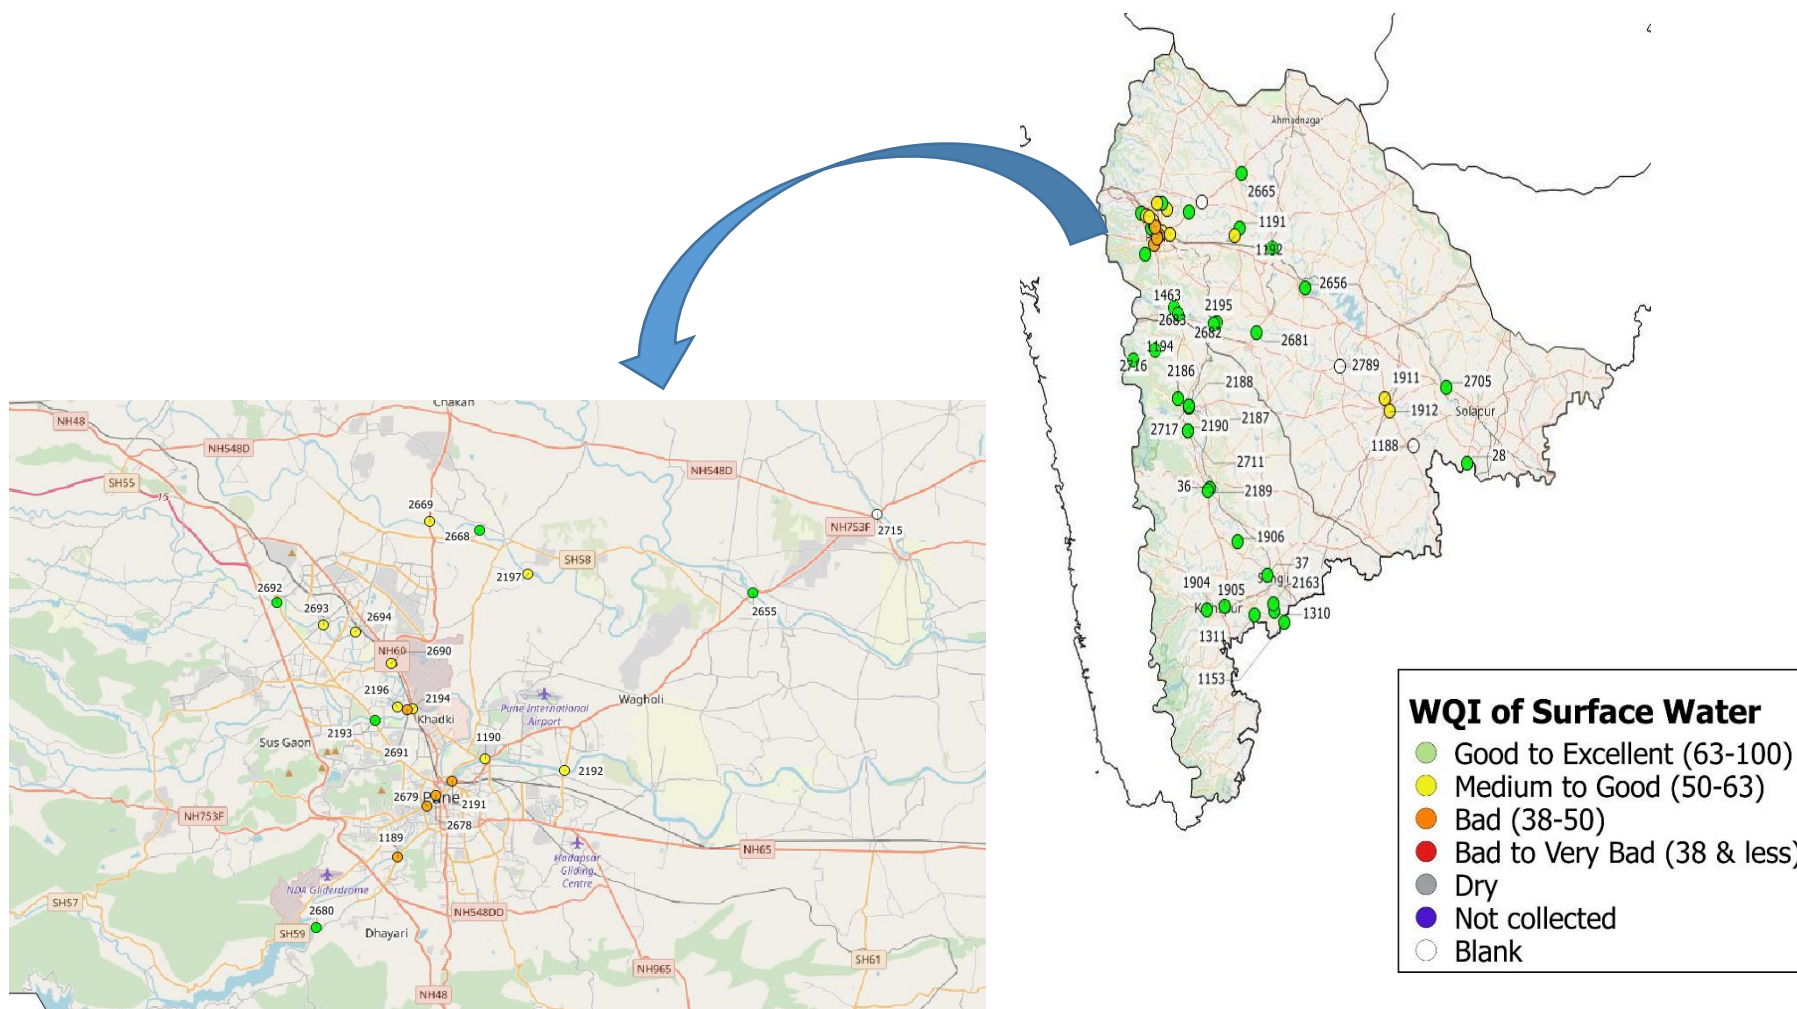 Ahmadnagar
2665
1191
1192
2656
1463
2195
2683
2682
2681
1194
2716
2186
2789
2188
1911
2705
1912
Solapur
2187
2190
2717
1188
28
2711
36
2189
1906
37
1904
2163
1905
1310
1311
1153
Chakan
NH48
NH548D
NH548D
SH55
15
2669
NH753F
2715
2668
SH58
2197
2692
2655
2693
2694
NH60
2690
2196
2194
Pune International
Airport
Wagholi
Khadki
2193
Sus Gaon
1190
2691
2192
2679
Pune
2191
NH753F
2678
1189
NH65
Hadapsar
Gliding
Centre
NDA Gliderdrome
SH57
2680
NH548DD
SH59
Dhayari
SH61
NH965
NH48
WQI of Surface Water
Good to Excellent (63-100)
Medium to Good (50-63)
Bad (38-50)
Bad to Very Bad (38 & less)
Dry
Not collected
Blank